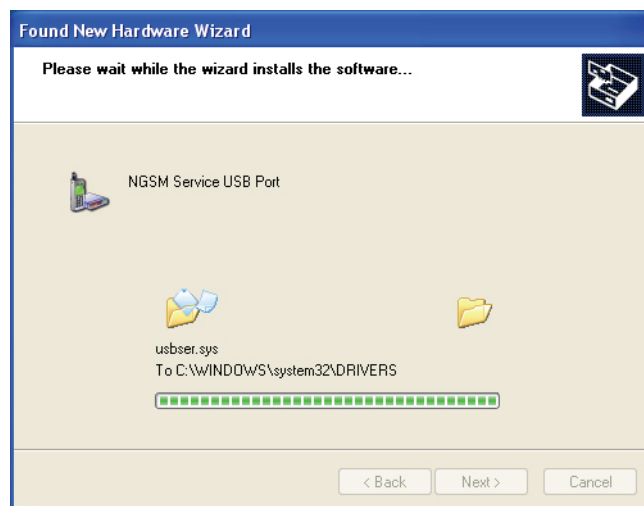 Found New Hardware Wizard
Please wait while the wizard installs the software...
NGSM Service USB Port
usbser.sys
To C:\WINDOWS\system32\DRIVERS
< Back Next > Cancel